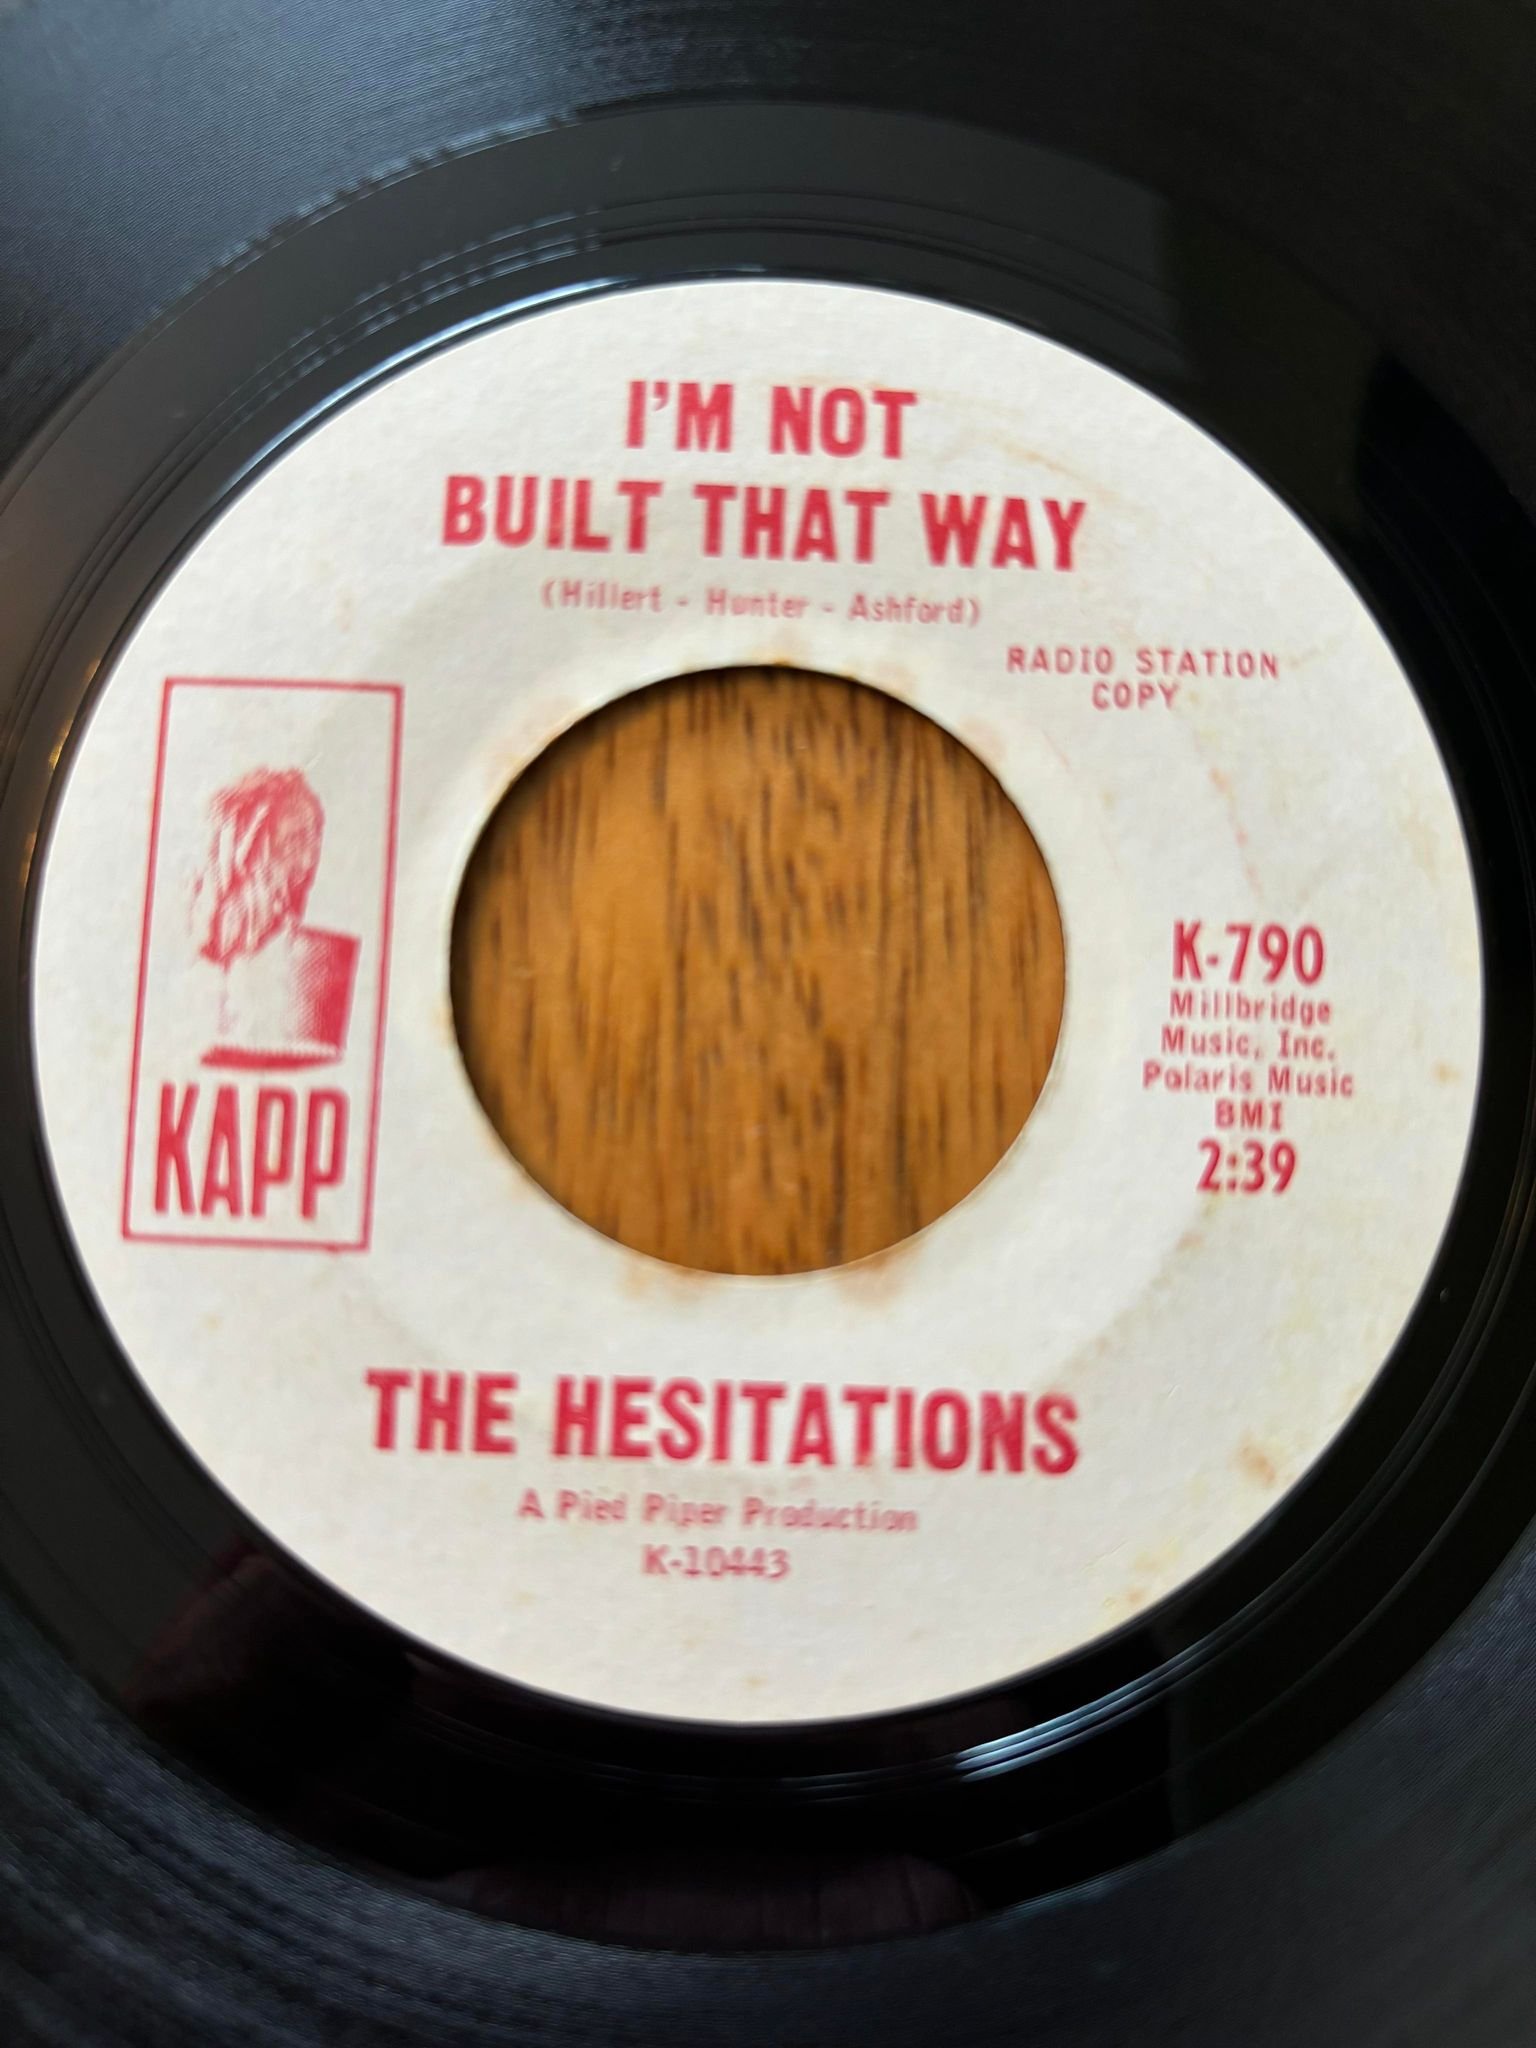 I'M NOT
BUILT THAT WAY
(Hillert - Hunter - Ashford)
RADIO STATION
COPY
KAPP
K-790
Millbridge
Music, Inc.
Polaris Music
BMI
2:39
THE HESITATIONS
A Pied Piper Production
K-10443